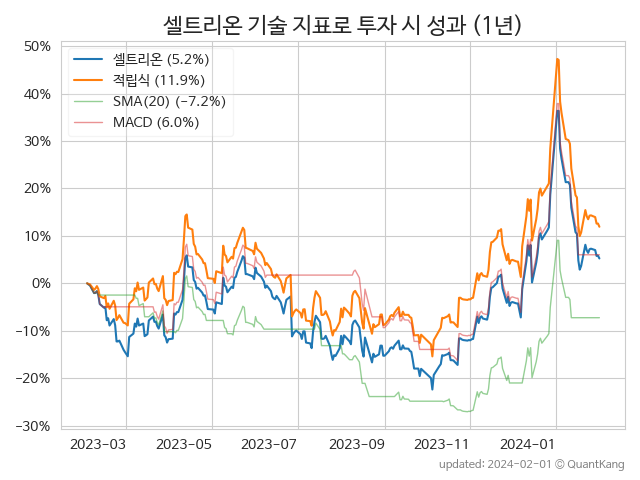 셀트리온 기술 지표로 투자 시 성과 (1년)
50%
40%
30%
20%
10%
0%
−10%
−20%
−30%
셀트리온 (5.2%)
적립식 (11.9%)
SMA(20) (−7.2%)
MACD (6.0%)
2023-03
2023-05
2023-07
2023-09
2023-11
2024-01
updated: 2024-02-01 © QuantKang